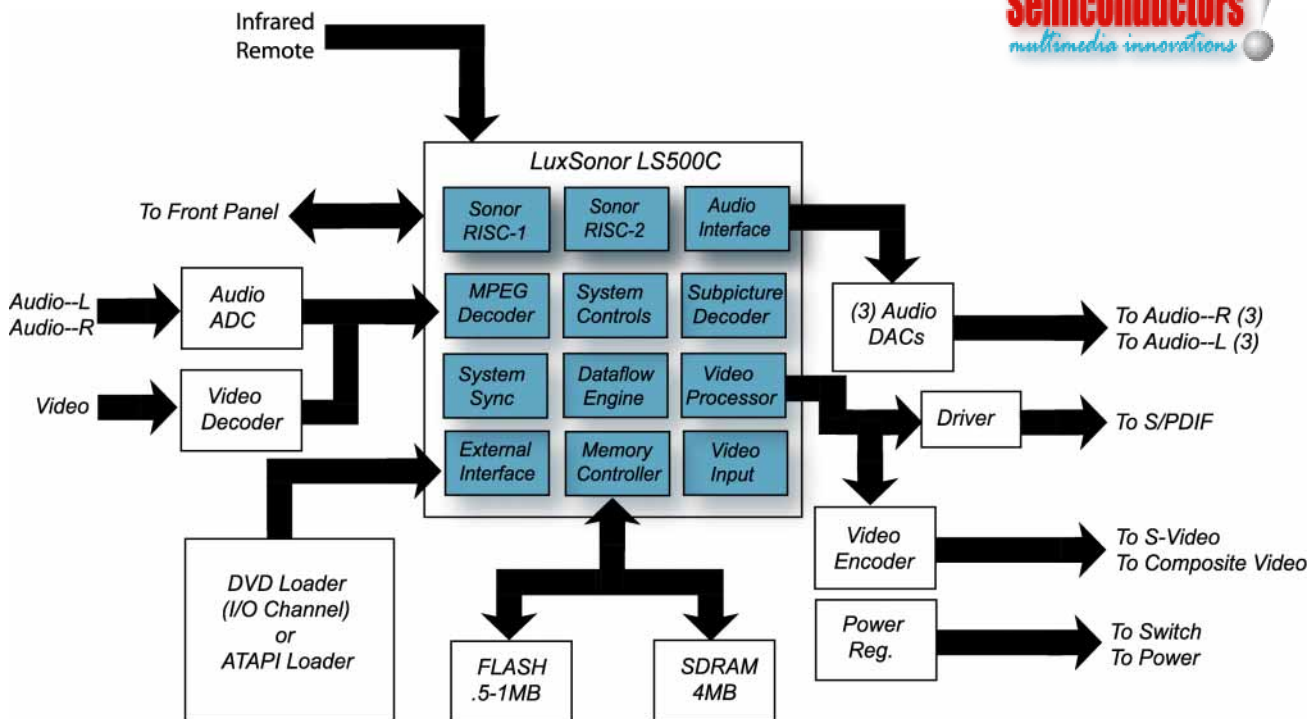 Semiconductors
multimedia innovations
Infrared
Remote
LuxSonor LS500C
Sonor
RISC-1
Sonor
RISC-2
Audio
Interface
To Front Panel
MPEG
Decoder
System
Controls
Subpicture
Decoder
Audio--L
Audio--R
Audio
ADC
(3) Audio
DACs
To Audio--R (3)
To Audio--L (3)
System
Sync
Dataflow
Engine
Video
Processor
Video
Video
Decoder
Driver
To S/PDIF
External
Interface
Memory
Controller
Video
Input
Video
Encoder
To S-Video
To Composite Video
DVD Loader
(I/O Channel)
or
ATAPI Loader
FLASH
.5-1MB
SDRAM
4MB
Power
Reg.
To Switch
To Power